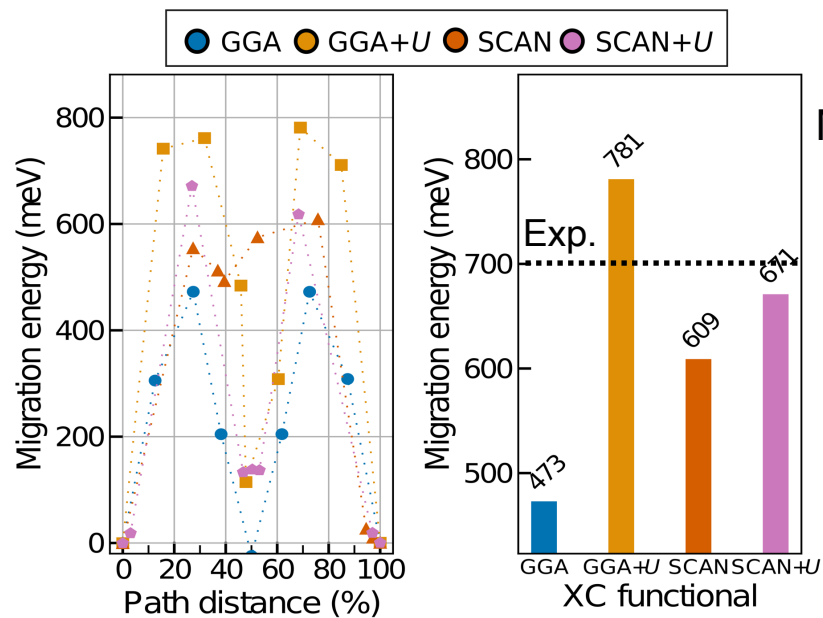 GGA GGA+U SCAN SCAN+U
Migration energy (meV)
800
600
400
200
0
0 20 40 60 80 100
Path distance (%)
Migration energy (meV)
800
700
600
500
Exp.
473
781
609
671
GGA GGA+U SCAN SCAN+U
XC functional